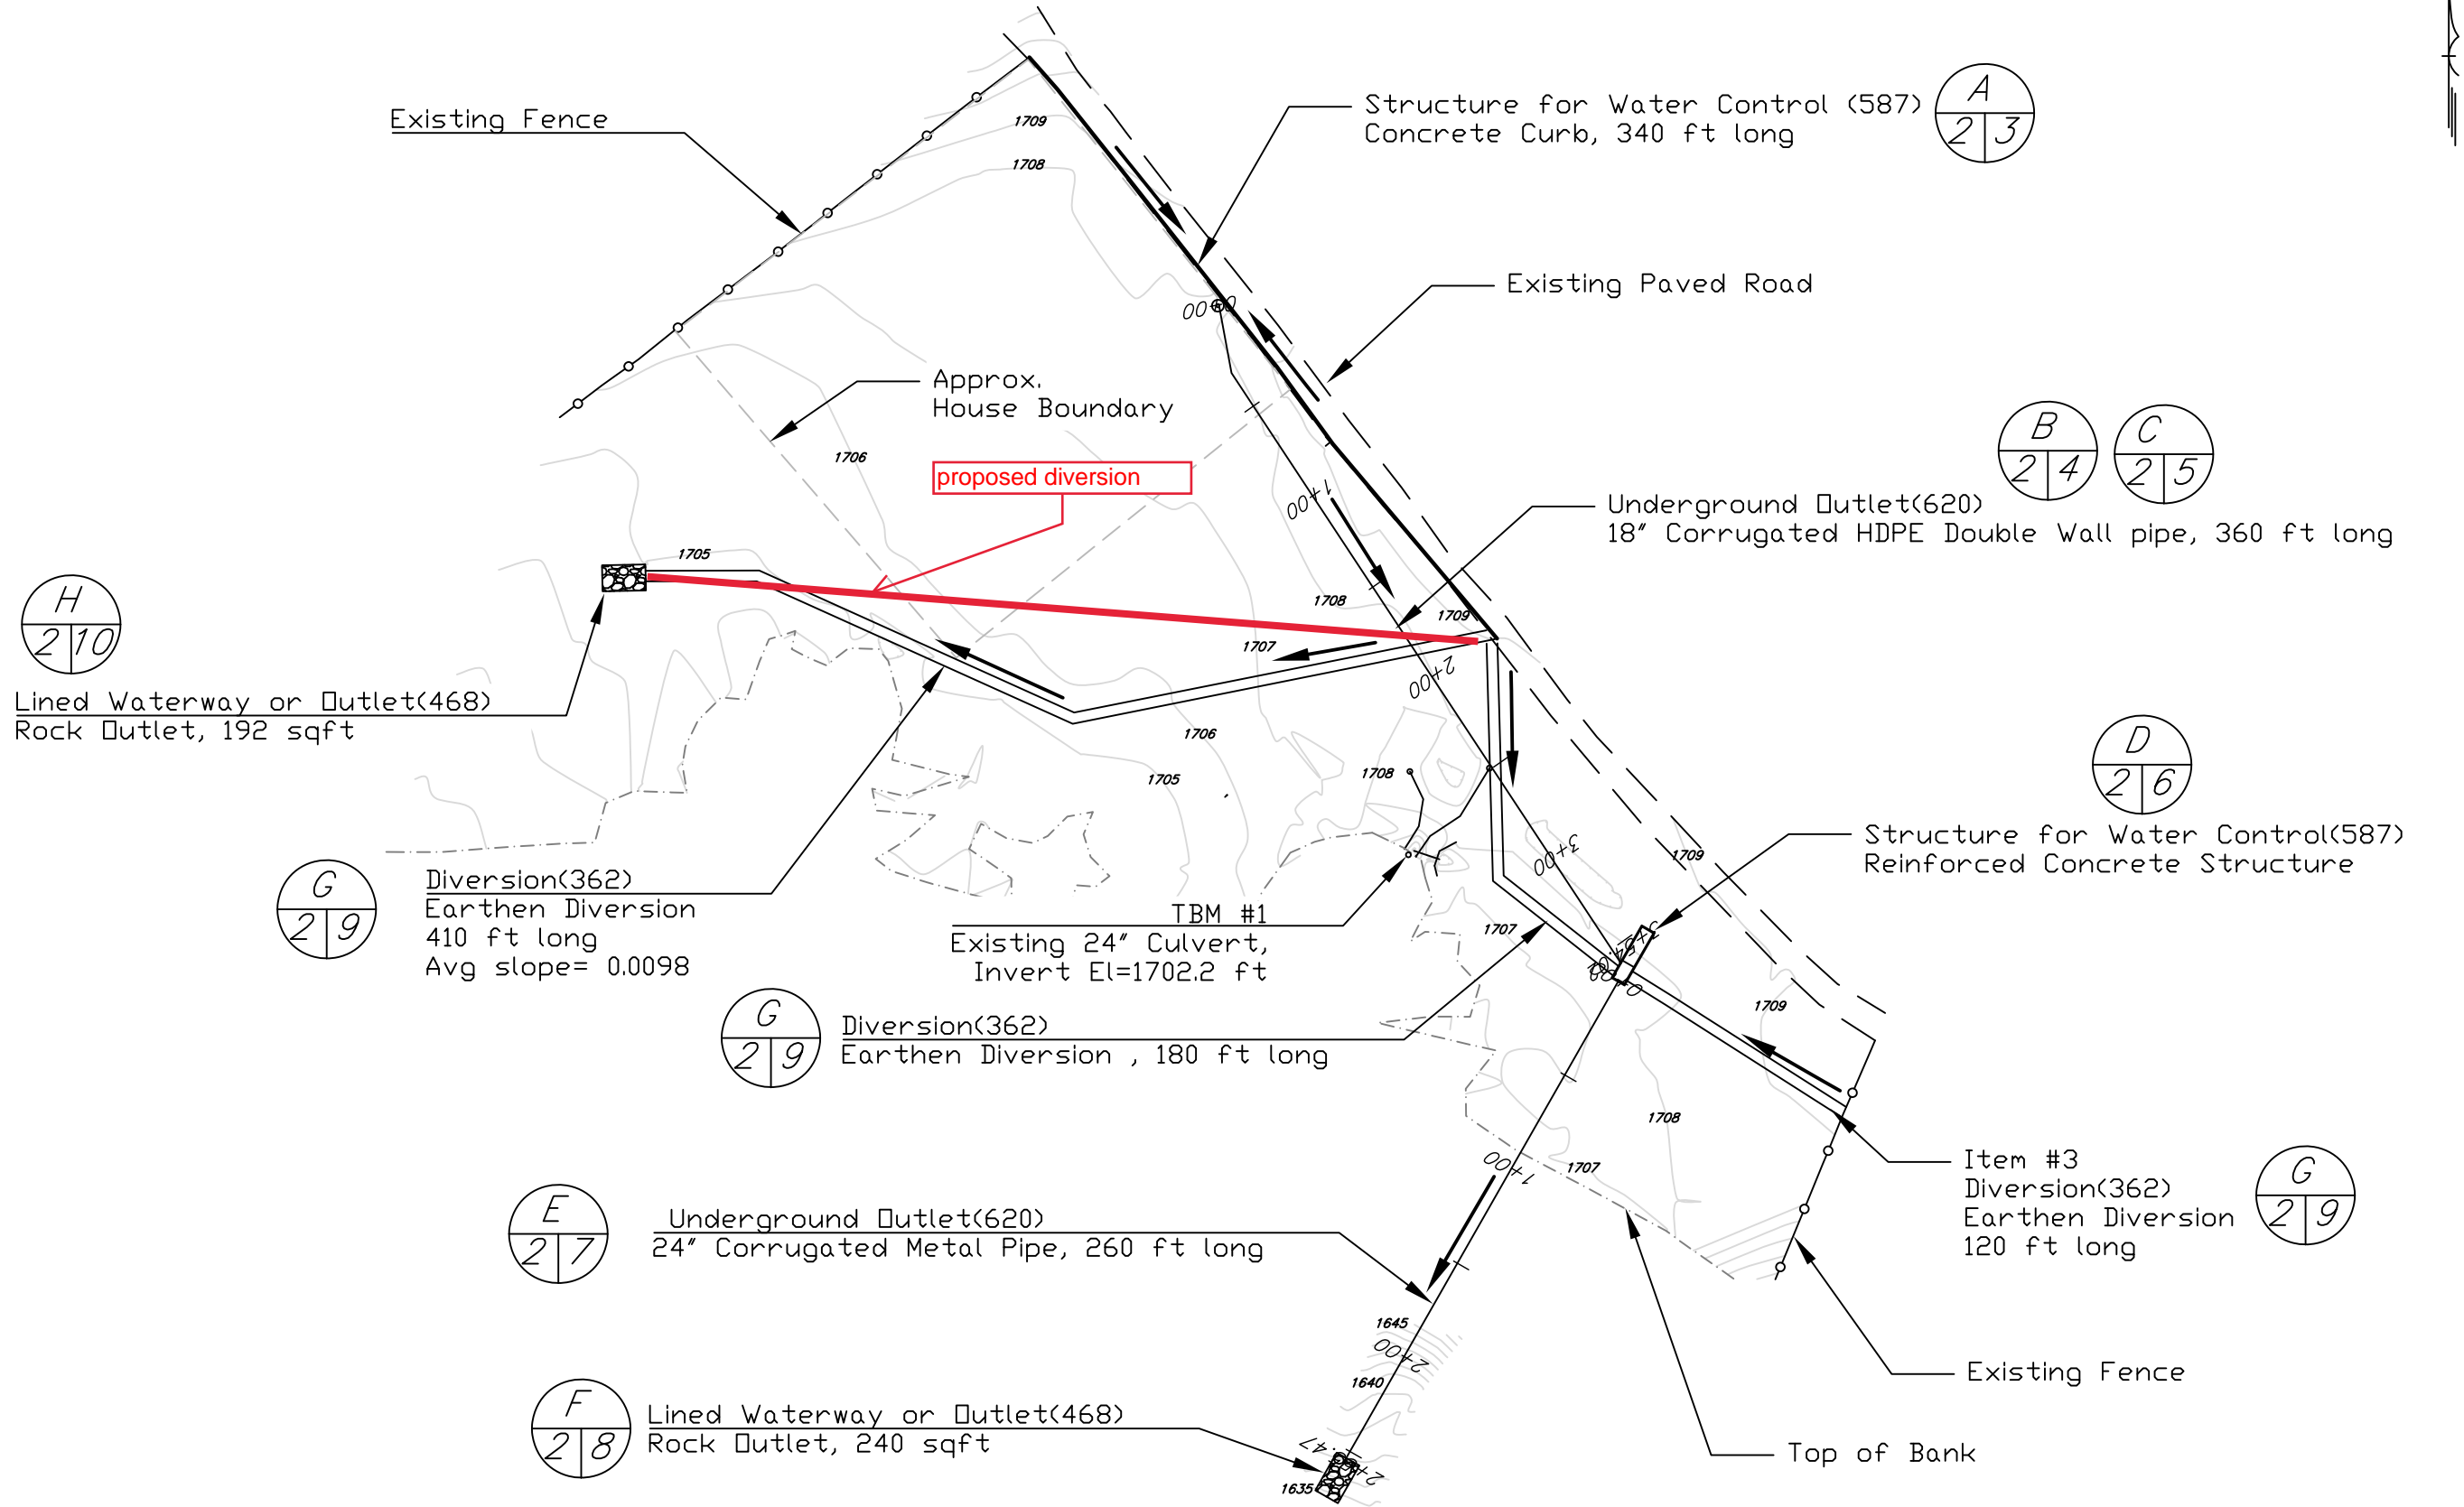 Existing Fence
Structure for Water Control (587)
Concrete Curb, 340 ft long
A
2 3
1709
1708
Existing Paved Road
0+00
Approx.
House Boundary
1706
proposed diversion
B
2 4
C
2 5
1+00
Underground Outlet(620)
18" Corrugated HDPE Double Wall pipe, 360 ft long
1705
1708
1709
1707
2+00
H
2 10
Lined Waterway or Outlet(468)
Rock Outlet, 192 sqft
1706
1705
1708
D
2 6
Structure for Water Control(587)
Reinforced Concrete Structure
3+00
1709
G
2 9
Diversion(362)
Earthen Diversion
410 ft long
Avg slope= 0.0098
TBM #1
Existing 24" Culvert,
Invert El=1702.2 ft
1707
1709
G
2 9
Diversion(362)
Earthen Diversion , 180 ft long
1708
1707
1+00
Item #3
Diversion(362)
Earthen Diversion
120 ft long
G
2 9
E
2 7
Underground Outlet(620)
24" Corrugated Metal Pipe, 260 ft long
1645
2+00
1640
Existing Fence
F
2 8
Lined Waterway or Outlet(468)
Rock Outlet, 240 sqft
Top of Bank
1635